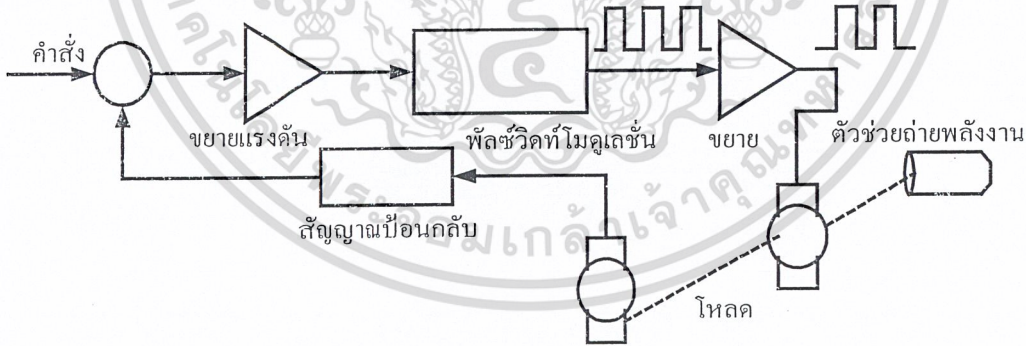 คำสั่ง
ขยายแรงดัน
พัลซ์วิดท์โมดูเลชั่น
ขยาย
ตัวช่วยถ่ายพลังงาน
สัญญาณป้อนกลับ
โหลด